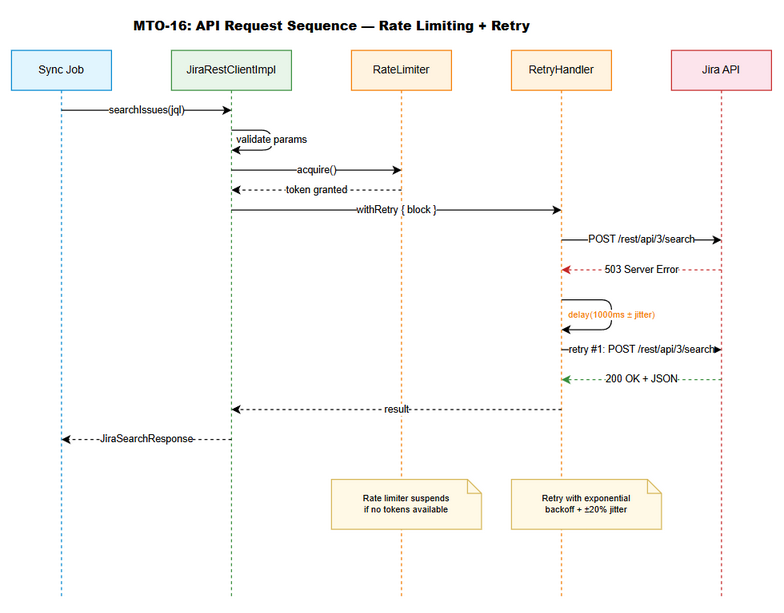 MTO-16: API Request Sequence — Rate Limiting + Retry
Sync Job
JiraRestClientImpl
RateLimiter
RetryHandler
Jira API
searchIssues(jql)
validate params
acquire()
token granted
withRetry { block }
POST /rest/api/3/search
503 Server Error
delay(1000ms ± jitter)
retry #1: POST /rest/api/3/search
200 OK + JSON
result
JiraSearchResponse
Rate limiter suspends
if no tokens available
Retry with exponential
backoff + ±20% jitter